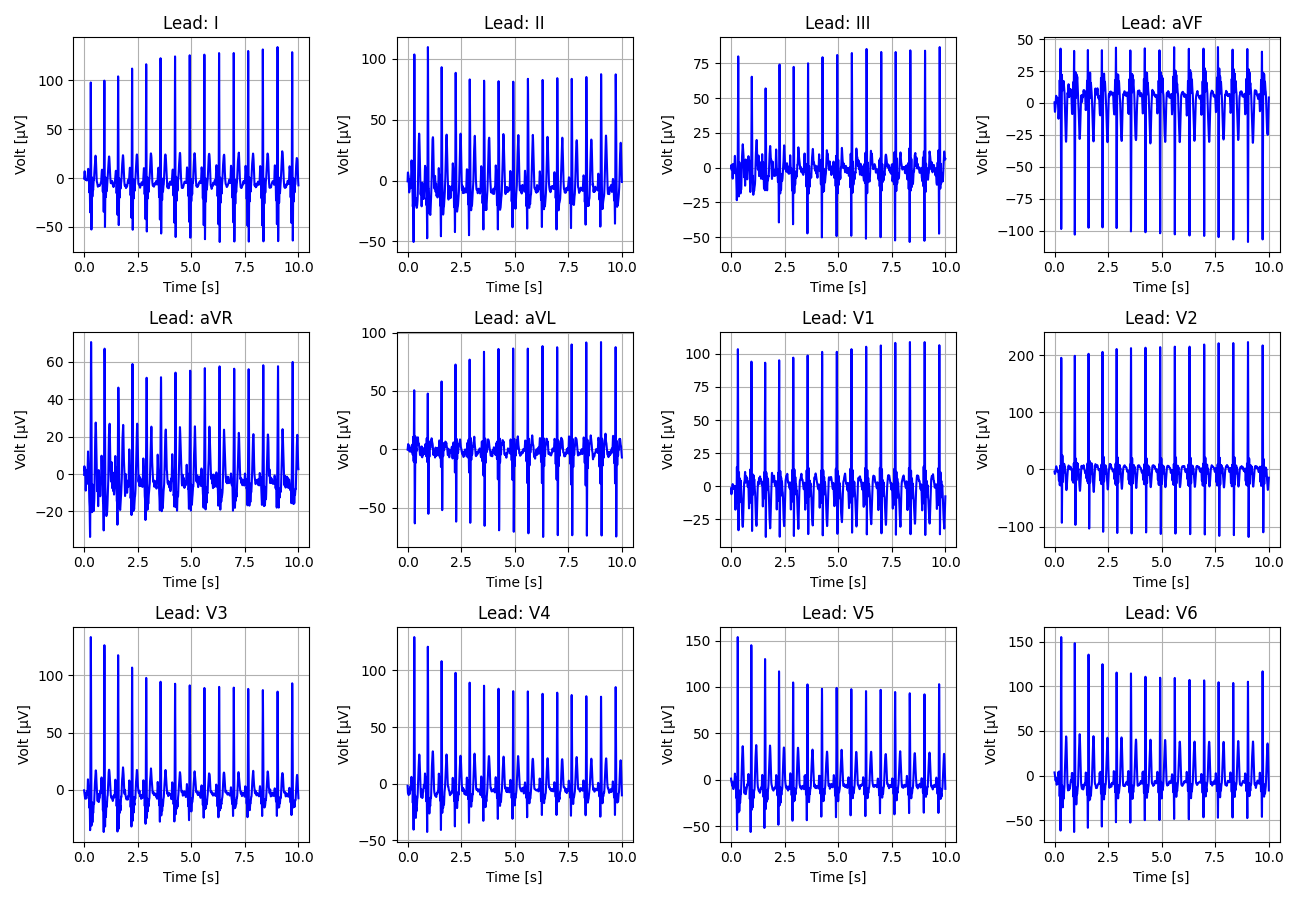 Lead: I
Volt [µV]
100
50
0
−50
0.0 2.5 5.0 7.5 10.0
Time [s]
Lead: II
Volt [µV]
100
50
0
−50
0.0 2.5 5.0 7.5 10.0
Time [s]
Lead: III
Volt [µV]
75
50
25
0
−25
−50
0.0 2.5 5.0 7.5 10.0
Time [s]
Lead: aVF
Volt [µV]
50
25
0
−25
−50
−75
−100
0.0 2.5 5.0 7.5 10.0
Time [s]
Lead: aVR
Volt [µV]
60
40
20
0
−20
0.0 2.5 5.0 7.5 10.0
Time [s]
Lead: aVL
Volt [µV]
100
50
0
−50
0.0 2.5 5.0 7.5 10.0
Time [s]
Lead: V1
Volt [µV]
100
75
50
25
0
−25
0.0 2.5 5.0 7.5 10.0
Time [s]
Lead: V2
Volt [µV]
200
100
0
−100
0.0 2.5 5.0 7.5 10.0
Time [s]
Lead: V3
Volt [µV]
100
50
0
0.0 2.5 5.0 7.5 10.0
Time [s]
Lead: V4
Volt [µV]
100
50
0
−50
0.0 2.5 5.0 7.5 10.0
Time [s]
Lead: V5
Volt [µV]
150
100
50
0
−50
0.0 2.5 5.0 7.5 10.0
Time [s]
Lead: V6
Volt [µV]
150
100
50
0
−50
0.0 2.5 5.0 7.5 10.0
Time [s]